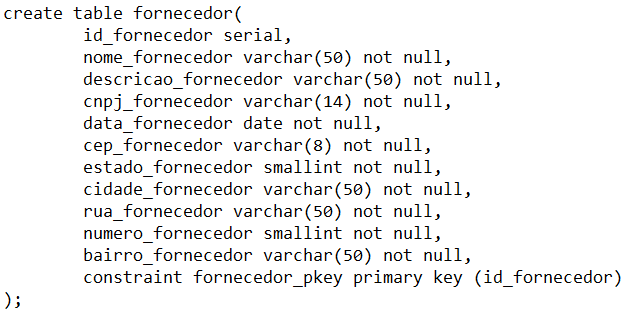 create table fornecedor(
id_fornecedor serial,
nome_fornecedor varchar(50) not null,
descricao_fornecedor varchar(50) not null,
cnpj_fornecedor varchar(14) not null,
data_fornecedor date not null,
cep_fornecedor varchar(8) not null,
estado_fornecedor smallint not null,
cidade_fornecedor varchar(50) not null,
rua_fornecedor varchar(50) not null,
numero_fornecedor smallint not null,
bairro_fornecedor varchar(50) not null,
constraint fornecedor_pkey primary key (id_fornecedor)
);